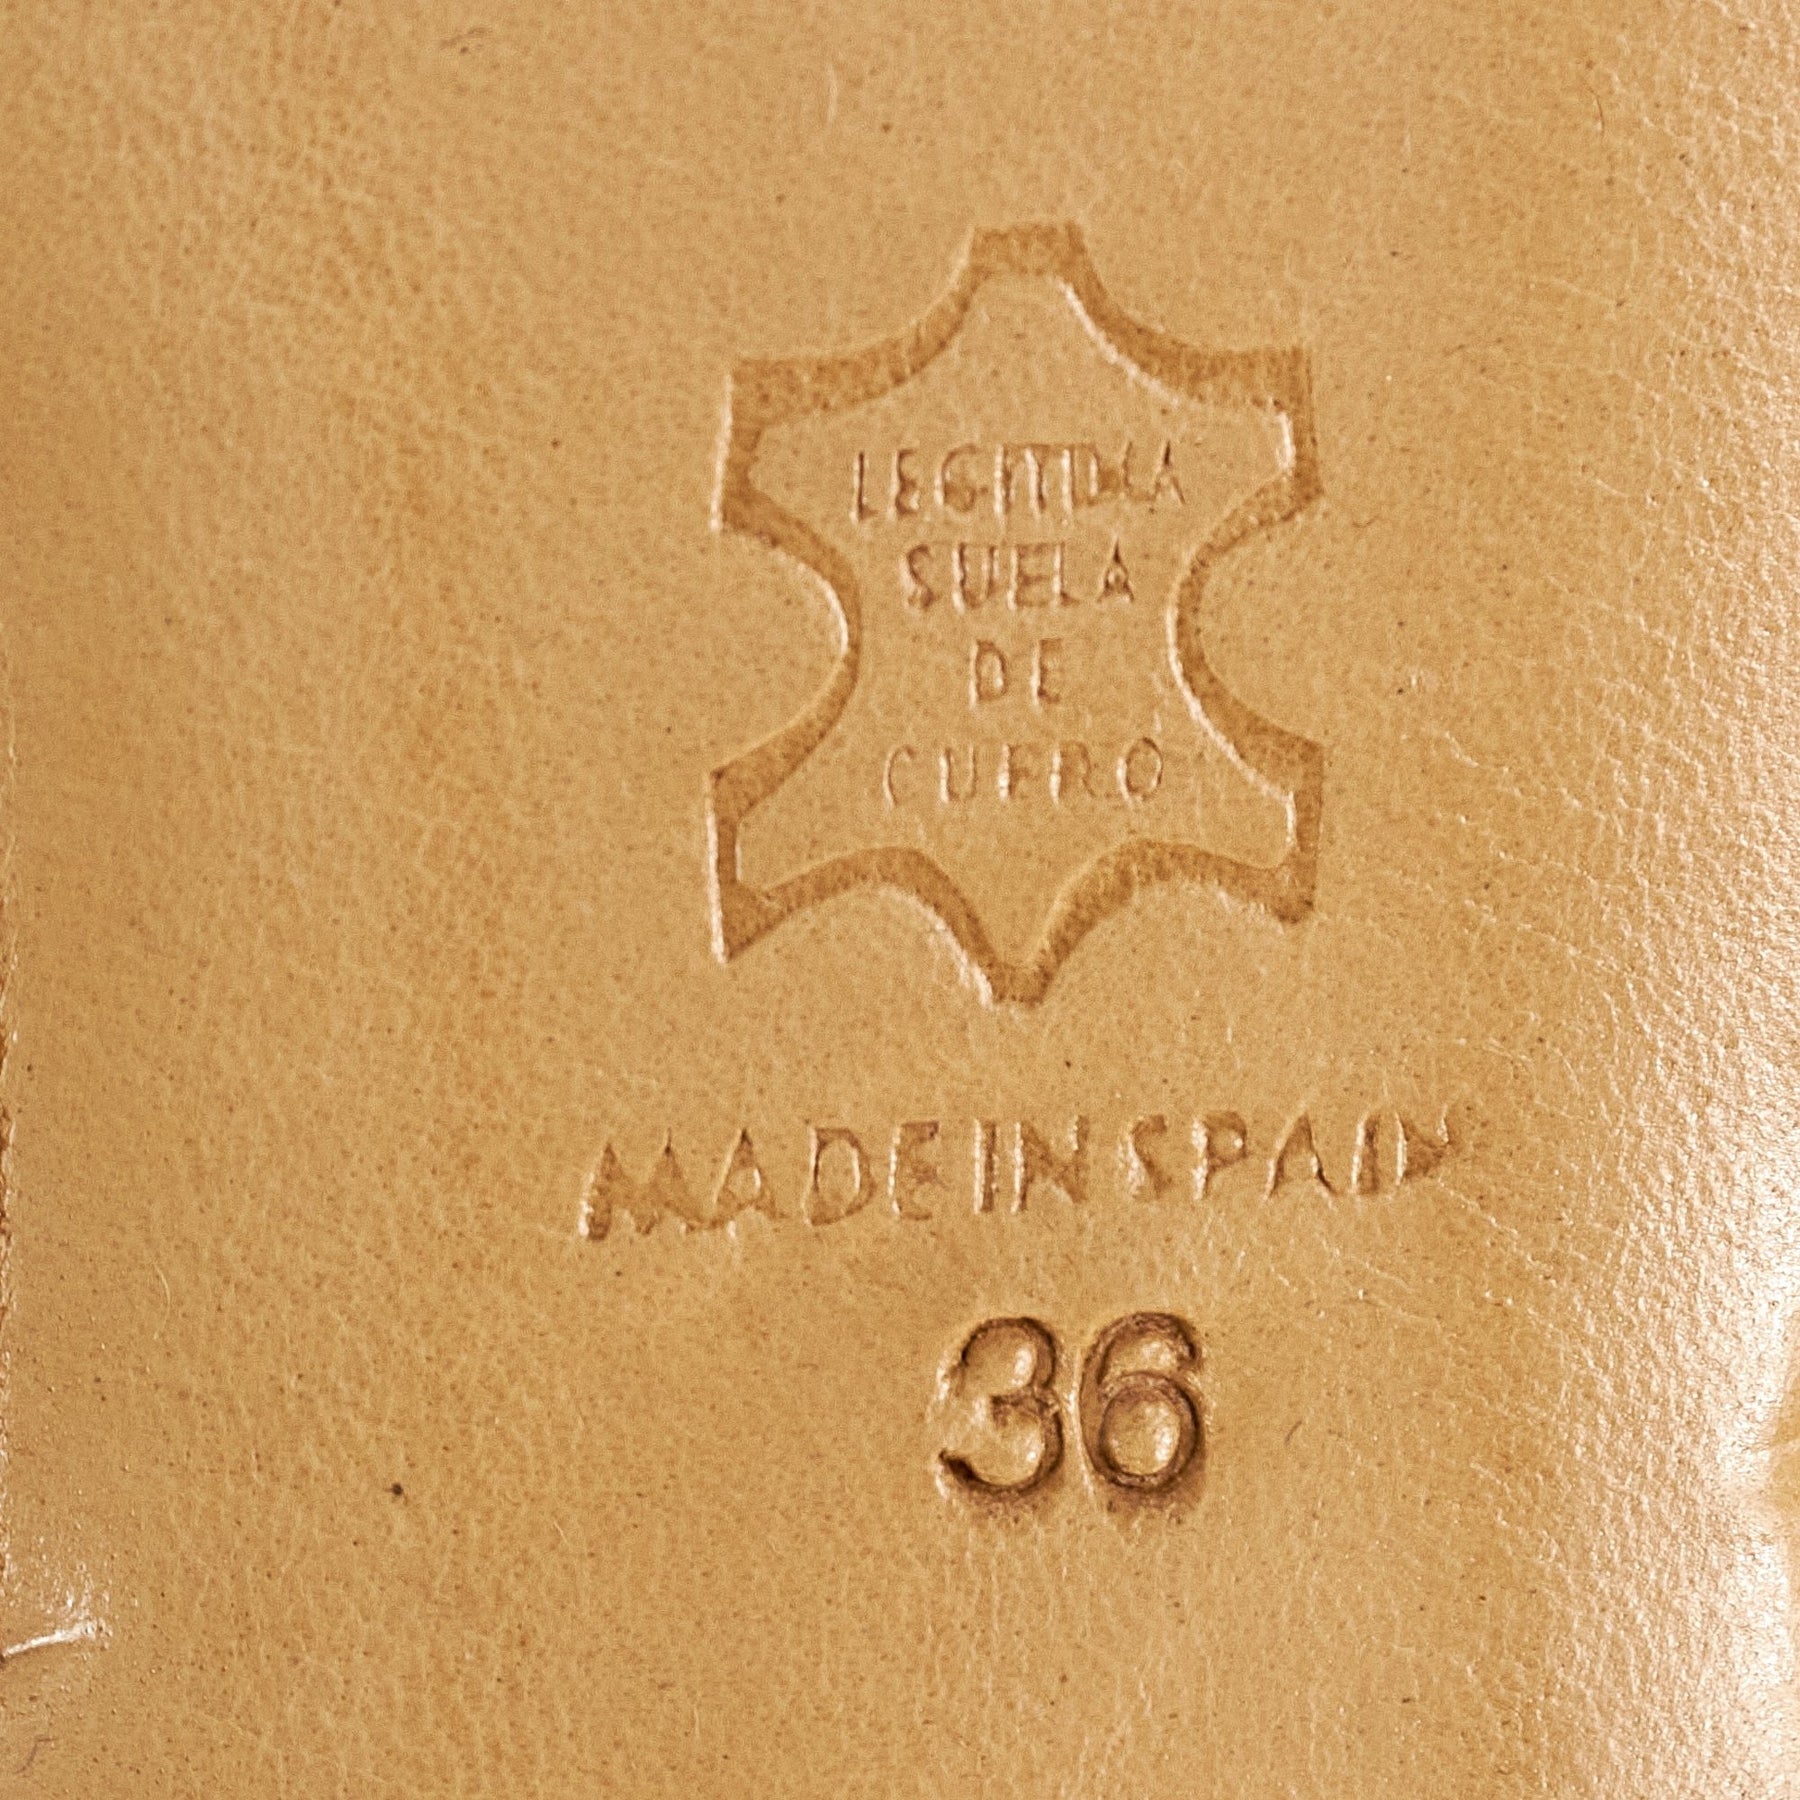 LEGITIMA
SUELA
DE
CUERO
MADE IN SPAIN
36